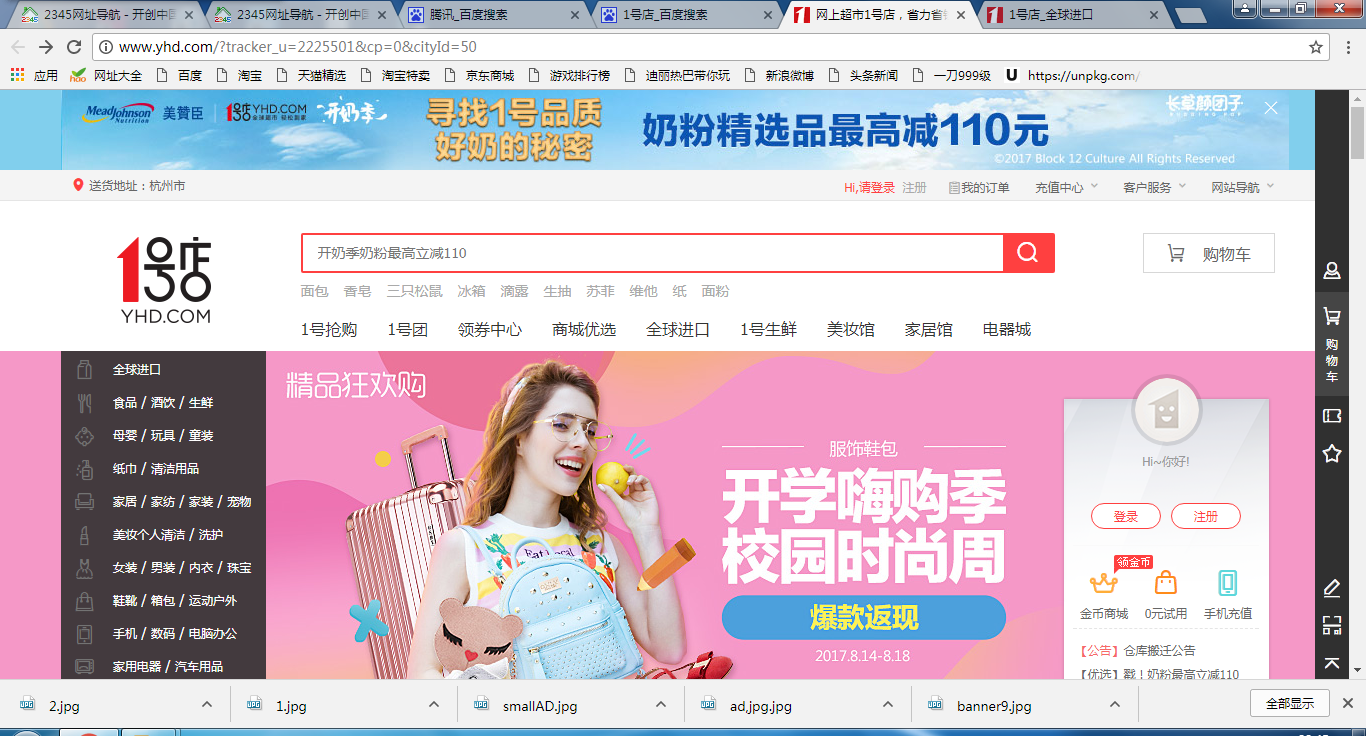 2345网址导航 - 开创中国
2345网址导航 - 开创中国
腾讯_百度搜索
1号店_百度搜索
网上超市1号店，省力省
1号店_全球进口
www.yhd.com/?tracker_u=2225501&cp=0&cityId=50
应用 网址大全 百度 淘宝 天猫精选 淘宝特卖 京东商城 游戏排行榜 迪丽热巴带你玩 新浪微博 头条新闻 一刀999级 https://unpkg.com/
hao
MeadJohnson
Nutrition
美赞臣
1号店 YHD.COM
开奶季
寻找1号品质
好奶的秘密
奶粉精选品最高减110元
长草颜团子
©2017 Block 12 Culture All Rights Reserved
送货地址：杭州市
Hi,请登录 注册 我的订单 充值中心 客户服务 网站导航
1号店
YHD.COM
开奶季奶粉最高立减110
购物车
面包 香皂 三只松鼠 冰箱 滴露 生抽 苏菲 维他 纸 面粉
1号抢购 1号团 领券中心 商城优选 全球进口 1号生鲜 美妆馆 家居馆 电器城
全球进口
食品 / 酒饮 / 生鲜
母婴 / 玩具 / 童装
纸巾 / 清洁用品
家居 / 家纺 / 家装 / 宠物
美妆个人清洁 / 洗护
女装 / 男装 / 内衣 / 珠宝
鞋靴 / 箱包 / 运动户外
手机 / 数码 / 电脑办公
家用电器 / 汽车用品
精品狂欢购
Eat Local
服饰鞋包
开学嗨购季
校园时尚周
爆款返现
2017.8.14-8.18
Hi~你好!
登录 注册
领金币
金币商城 0元试用 手机充值
【公告】仓库搬迁公告
【优选】戳！奶粉最高立减110
购物车
2.jpg 1.jpg smallAD.jpg ad.jpg.jpg banner9.jpg 全部显示